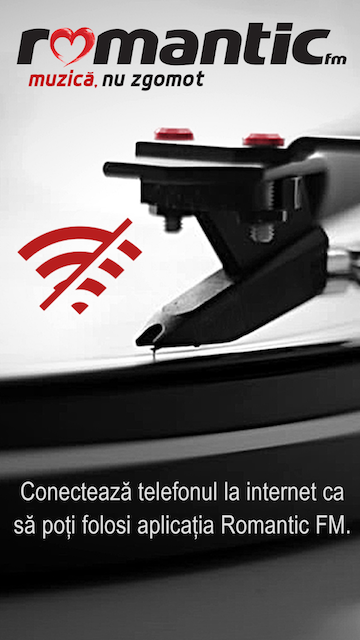 romantic fm
muzică, nu zgomot
Conectează telefonul la internet ca
să poți folosi aplicația Romantic FM.